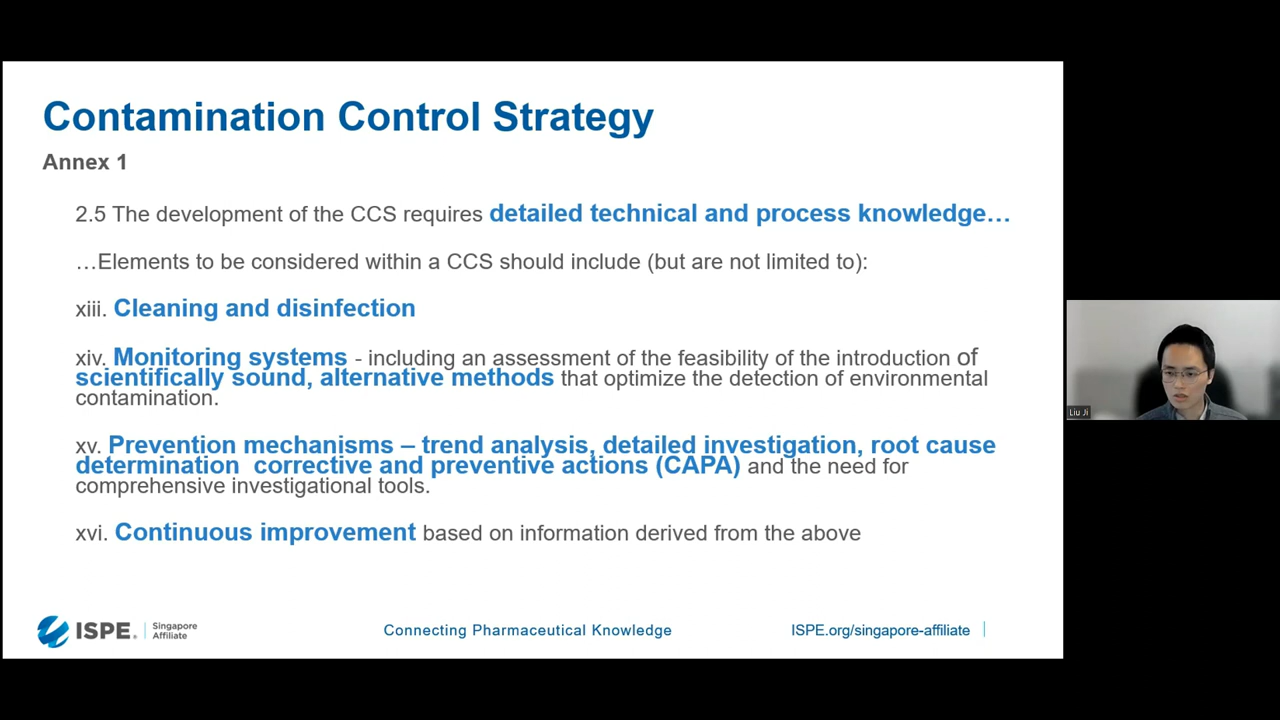 Contamination Control Strategy
Annex 1
2.5 The development of the CCS requires detailed technical and process knowledge…
…Elements to be considered within a CCS should include (but are not limited to):
xiii. Cleaning and disinfection
xiv. Monitoring systems - including an assessment of the feasibility of the introduction of
scientifically sound, alternative methods that optimize the detection of environmental
contamination.
xv. Prevention mechanisms – trend analysis, detailed investigation, root cause
determination  corrective and preventive actions (CAPA) and the need for
comprehensive investigational tools.
xvi. Continuous improvement based on information derived from the above
ISPE. Singapore
Affiliate
Connecting Pharmaceutical Knowledge
ISPE.org/singapore-affiliate
Liu Ji